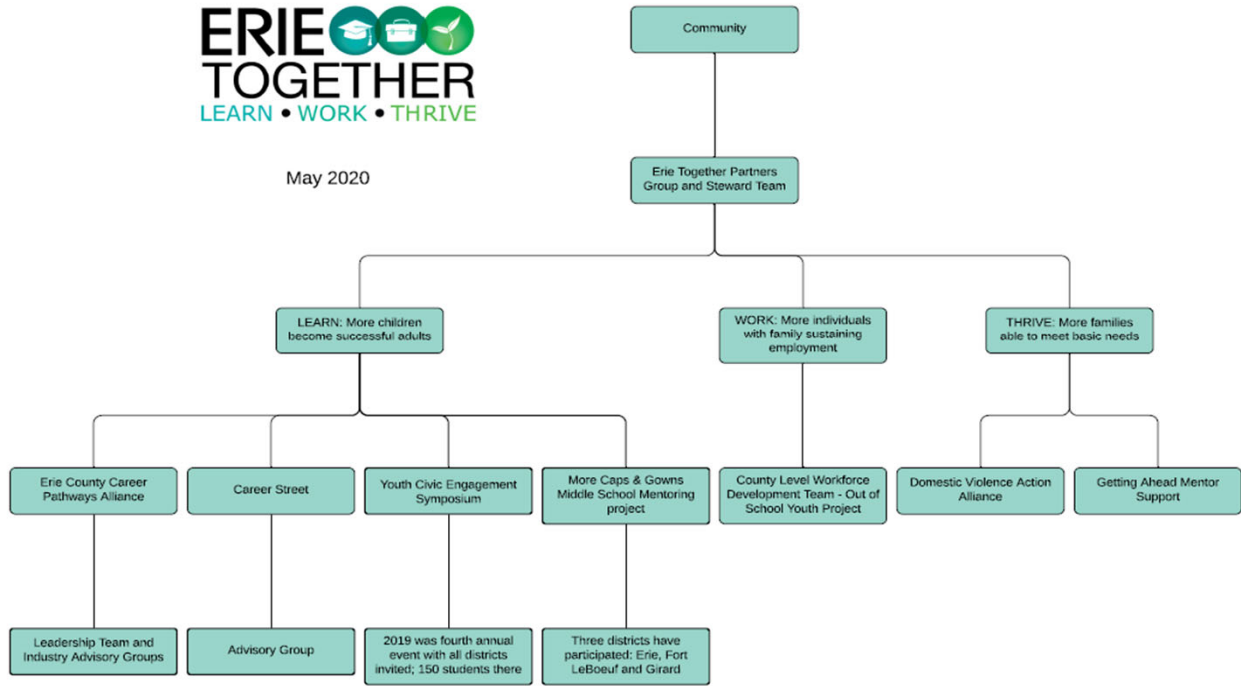 ERIE
TOGETHER
LEARN • WORK • THRIVE
May 2020
Community
Erie Together Partners
Group and Steward Team
LEARN: More children
become successful adults
WORK: More individuals
with family sustaining
employment
THRIVE: More families
able to meet basic needs
Erie County Career
Pathways Alliance
Career Street
Youth Civic Engagement
Symposium
More Caps & Gowns
Middle School Mentoring
project
County Level Workforce
Development Team - Out of
School Youth Project
Domestic Violence Action
Alliance
Getting Ahead Mentor
Support
Leadership Team and
Industry Advisory Groups
Advisory Group
2019 was fourth annual
event with all districts
invited; 150 students there
Three districts have
participated: Erie, Fort
LeBoeuf and Girard